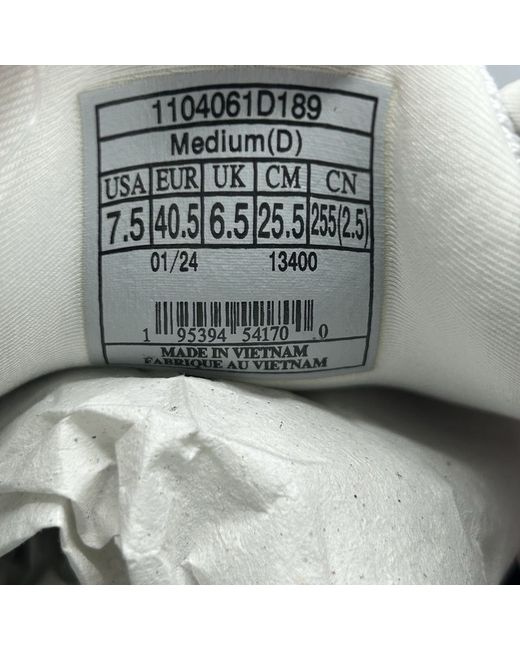 1104061D189
Medium(D)
USA EUR UK CM CN
7.5 40.5 6.5 25.5 255(2.5)
01/24 13400
1 95394 54170 0
MADE IN VIETNAM
FABRIQUE AU VIETNAM